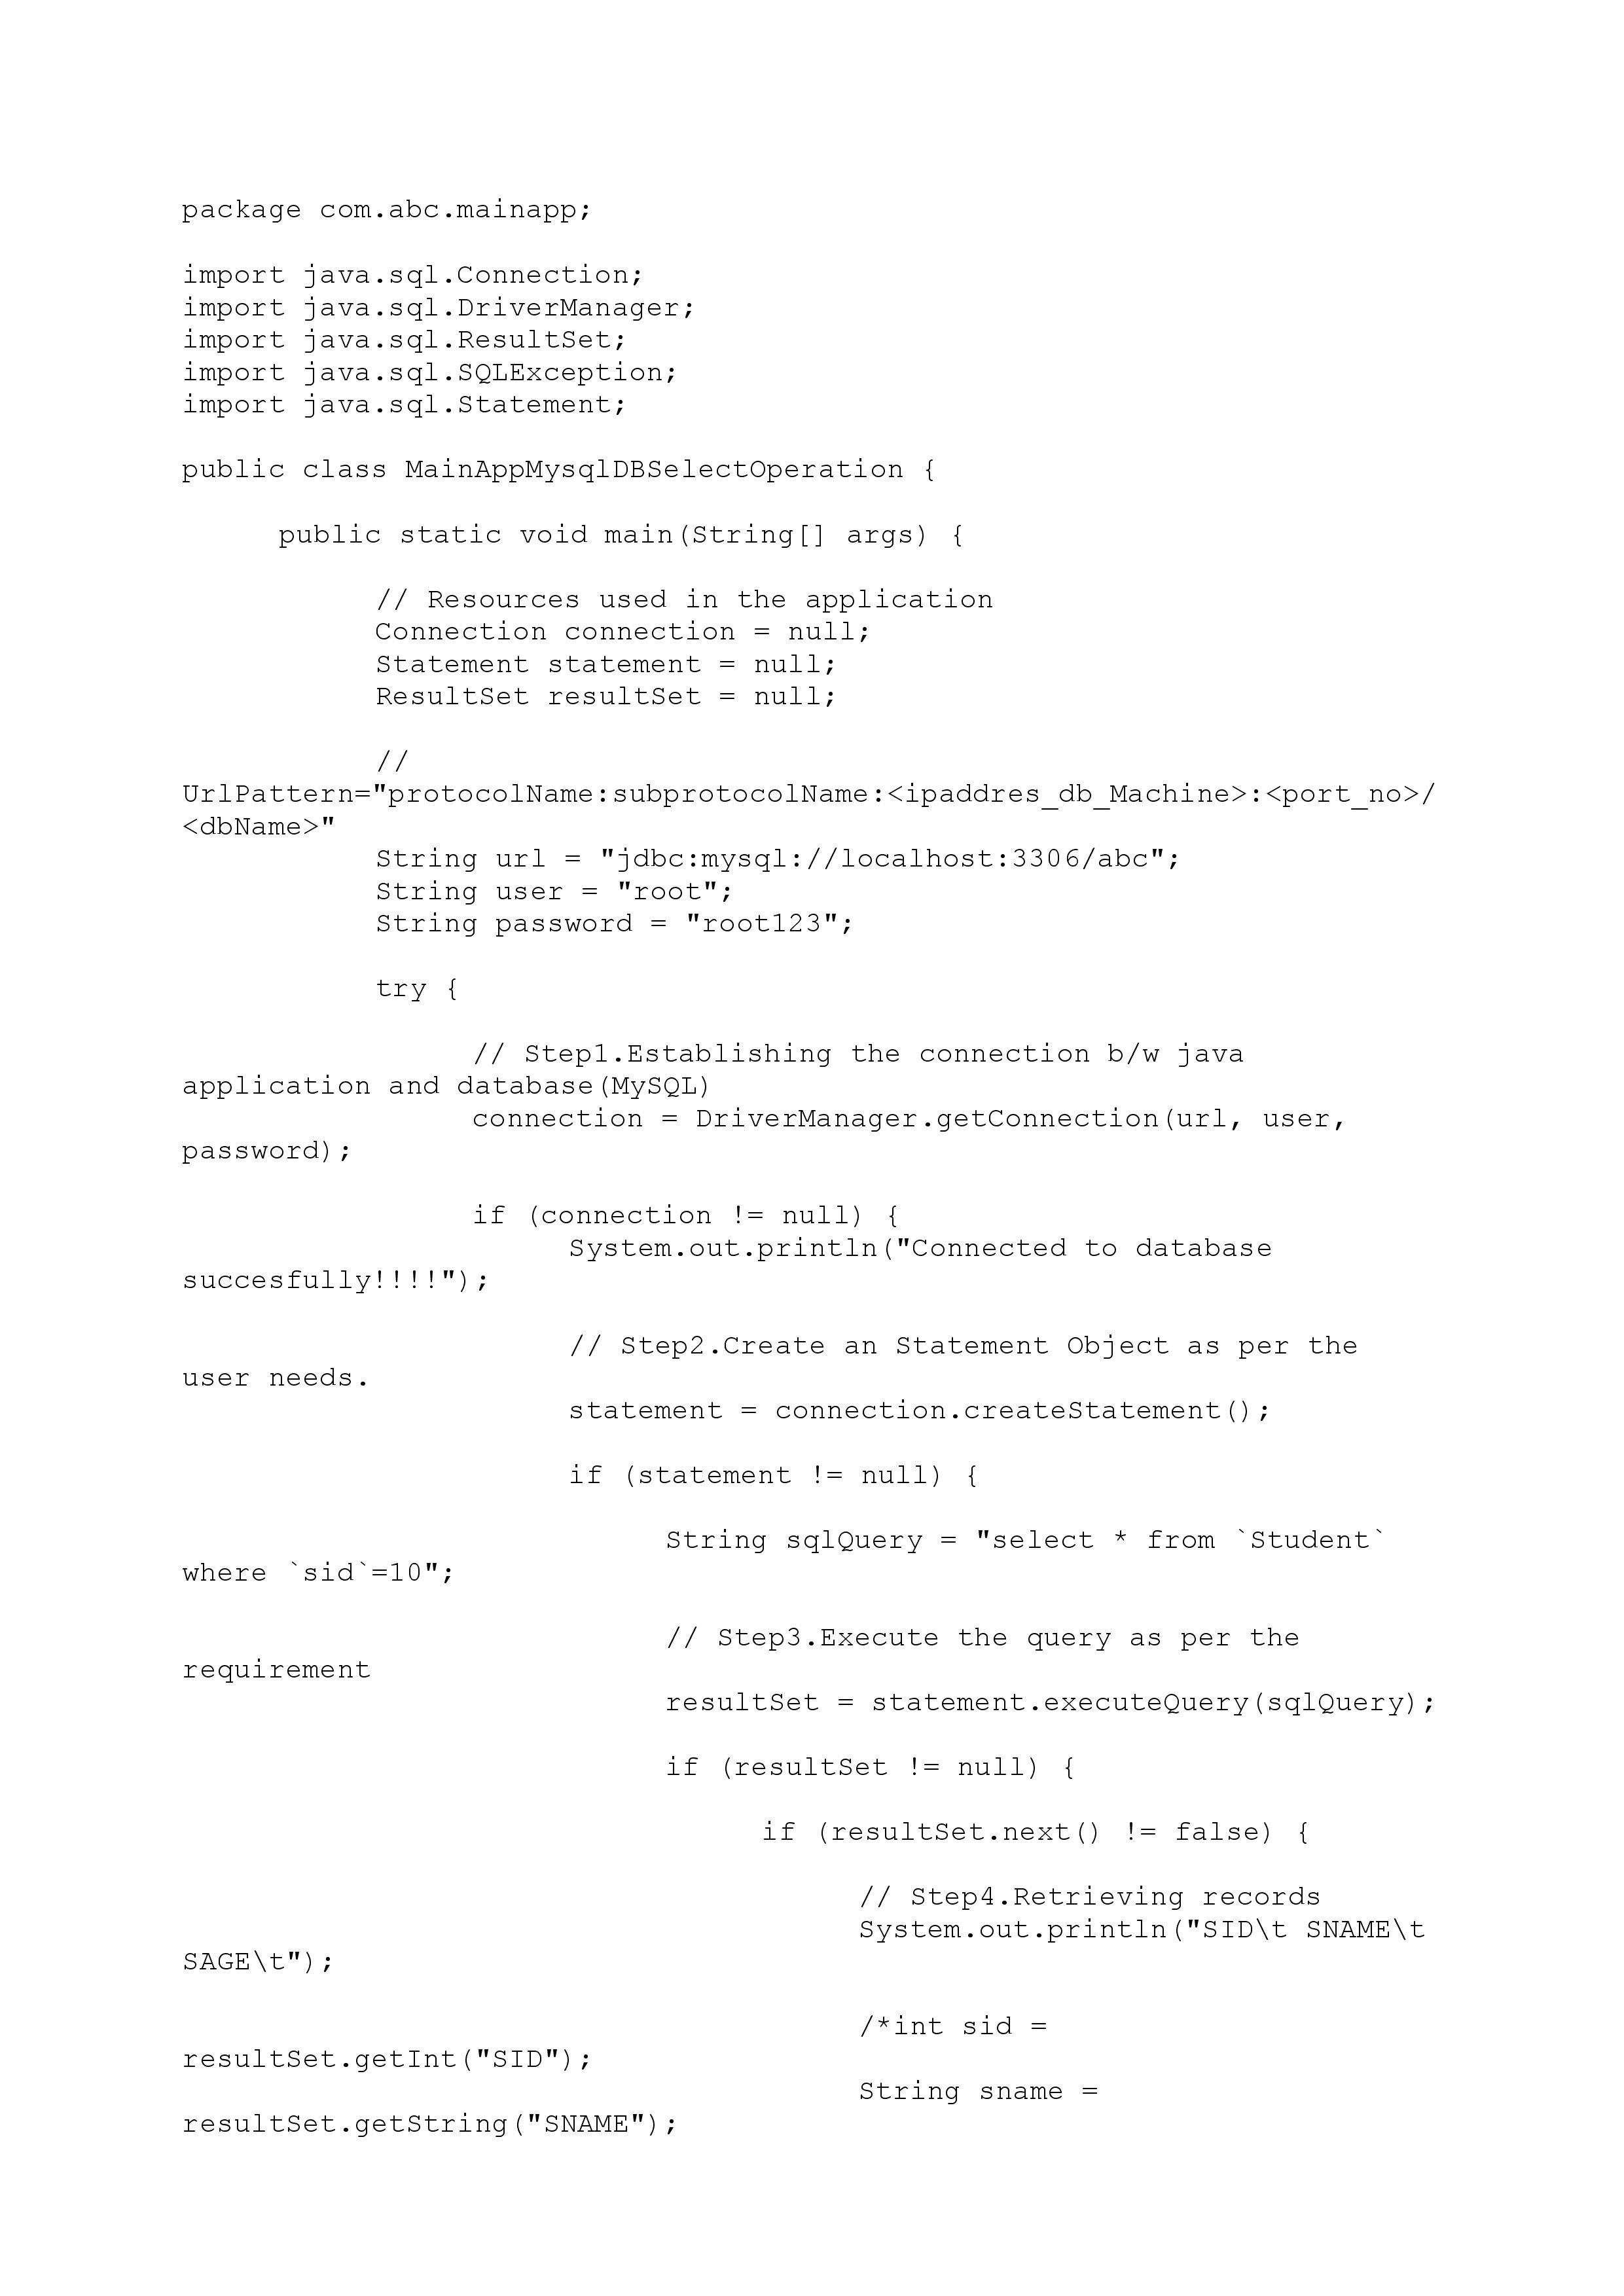 package com.abc.mainapp;
import java.sql.Connection;
import java.sql.DriverManager;
import java.sql.ResultSet;
import java.sql.SQLException;
import java.sql.Statement;
public class MainAppMysqlDBSelectOperation {
public static void main(String[] args) {
// Resources used in the application
Connection connection = null;
Statement statement = null;
ResultSet resultSet = null;
//
UrlPattern="protocolName:subprotocolName:<ipaddres_db_Machine>:<port_no>/
<dbName>"
String url = "jdbc:mysql://localhost:3306/abc";
String user = "root";
String password = "root123";
try {
// Step1.Establishing the connection b/w java
application and database(MySQL)
connection = DriverManager.getConnection(url, user,
password);
if (connection != null) {
System.out.println("Connected to database
succesfully!!!!");
// Step2.Create an Statement Object as per the
user needs.
statement = connection.createStatement();
if (statement != null) {
String sqlQuery = "select * from `Student`
where `sid`=10";
// Step3.Execute the query as per the
requirement
resultSet = statement.executeQuery(sqlQuery);
if (resultSet != null) {
if (resultSet.next() != false) {
// Step4.Retrieving records
System.out.println("SID\t SNAME\t
SAGE\t");
/*int sid =
resultSet.getInt("SID");
String sname =
resultSet.getString("SNAME");